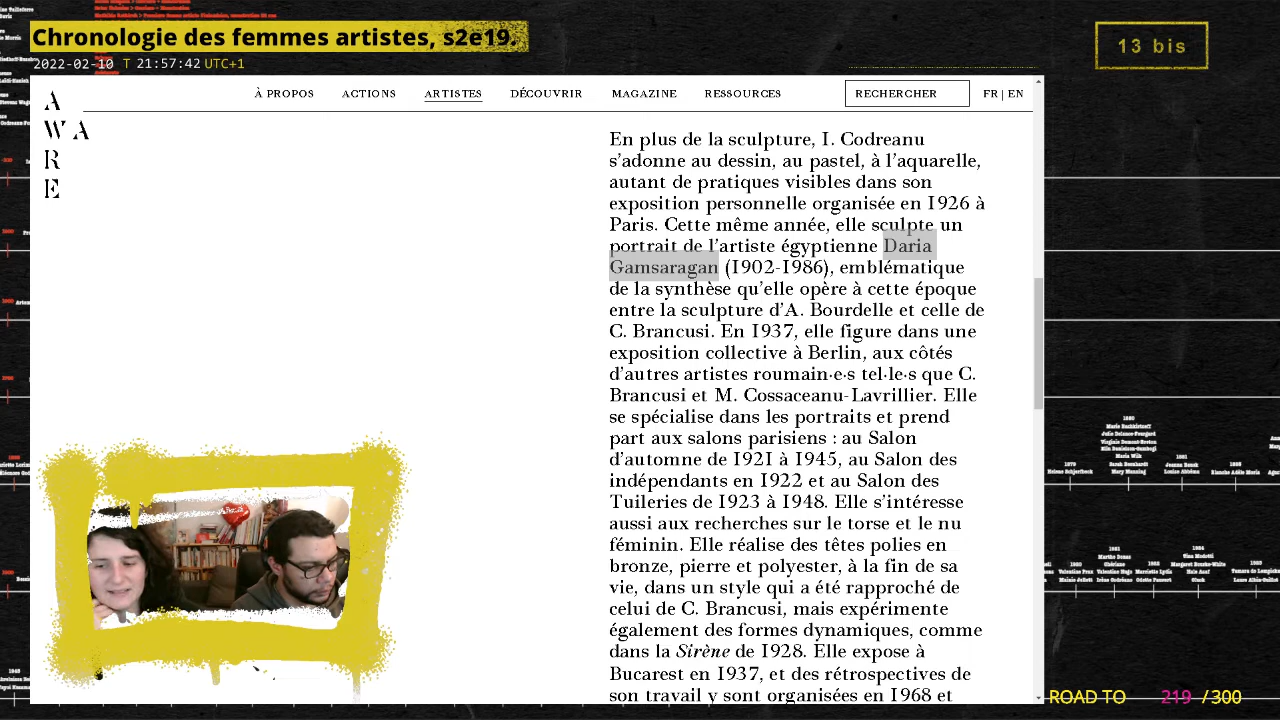 Chronologie des femmes artistes, s2e19.
2022-02-10 T 21:57:42 UTC+1
13 bis
A
WA
R
E
À PROPOS
ACTIONS
ARTISTES
DÉCOUVRIR
MAGAZINE
RESSOURCES
RECHERCHER
FR | EN
En plus de la sculpture, I. Codreanu
s’adonne au dessin, au pastel, à l’aquarelle,
autant de pratiques visibles dans son
exposition personnelle organisée en 1926 à
Paris. Cette même année, elle sculpte un
portrait de l’artiste égyptienne Daria
Gamsaragan (1902-1986), emblématique
de la synthèse qu’elle opère à cette époque
entre la sculpture d’A. Bourdelle et celle de
C. Brancusi. En 1937, elle figure dans une
exposition collective à Berlin, aux côtés
d’autres artistes roumain·e·s tel·le·s que C.
Brancusi et M. Cossaceanu-Lavrillier. Elle
se spécialise dans les portraits et prend
part aux salons parisiens : au Salon
d’automne de 1921 à 1945, au Salon des
indépendants en 1922 et au Salon des
Tuileries de 1923 à 1948. Elle s’intéresse
aussi aux recherches sur le torse et le nu
féminin. Elle réalise des têtes polies en
bronze, pierre et polyester, à la fin de sa
vie, dans un style qui a été rapproché de
celui de C. Brancusi, mais expérimente
également des formes dynamiques, comme
dans la Sirène de 1928. Elle expose à
Bucarest en 1937, et des rétrospectives de
son travail y sont organisées en 1968 et
ROAD TO 219 / 300